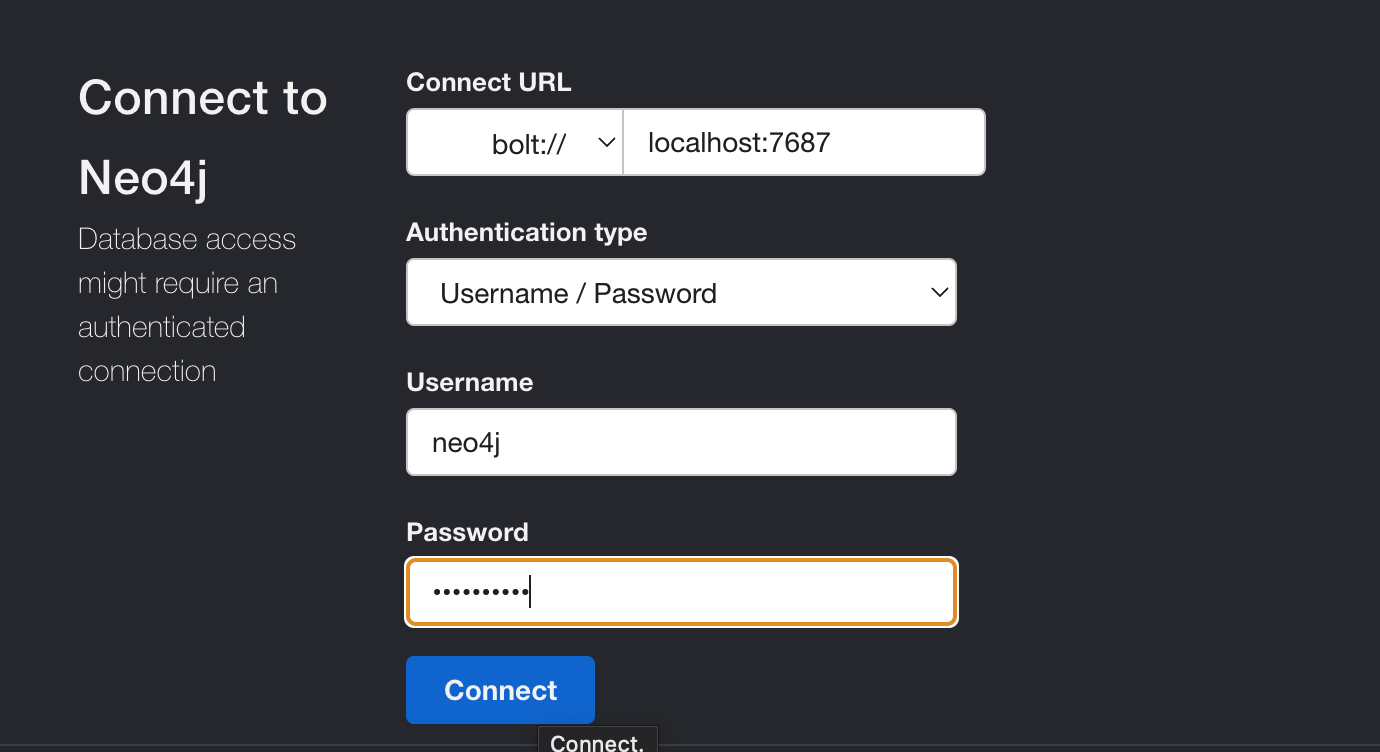 Connect to
Neo4j
Database access
might require an
authenticated
connection
Connect URL
bolt://
localhost:7687
Authentication type
Username / Password
Username
neo4j
Password
••••••••••
Connect
Connect.